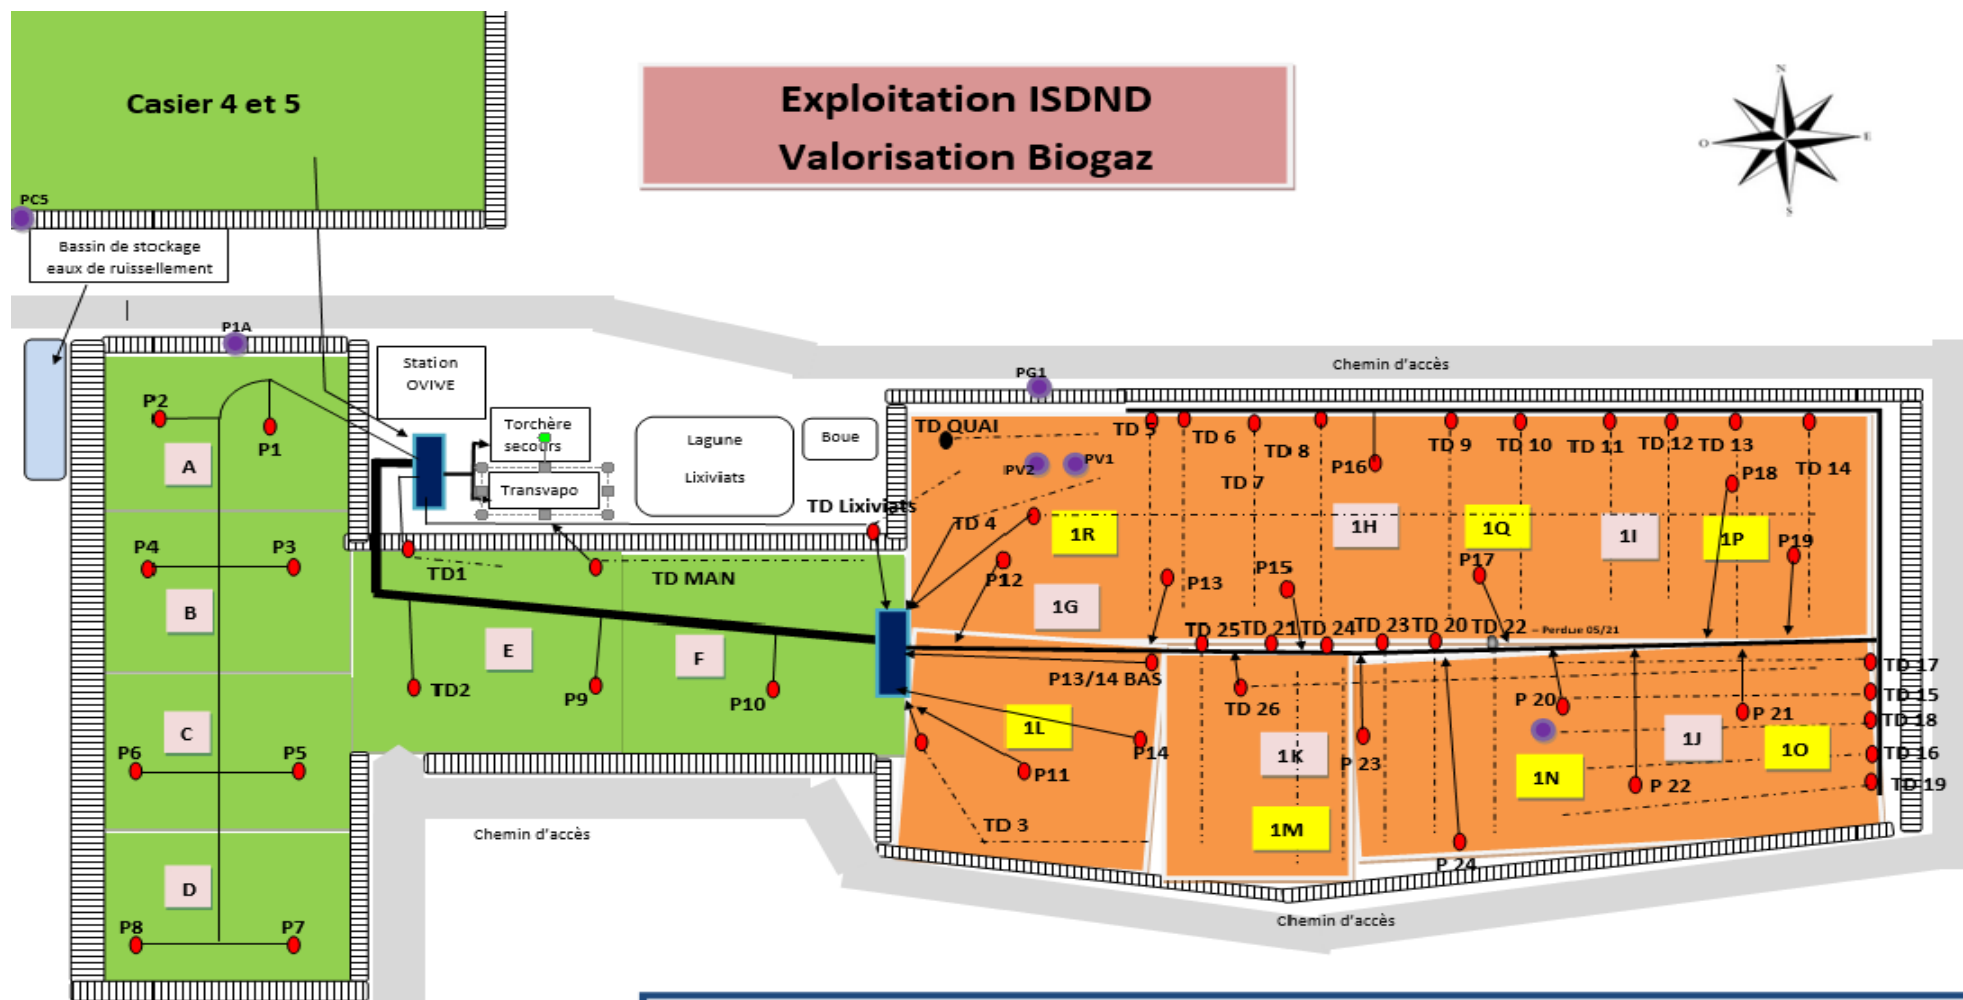 Exploitation ISDND
Valorisation Biogaz
N
O
E
S
Casier 4 et 5
PC5
Bassin de stockage
eaux de ruissellement
P1A
Station
OVIVE
Torchère
secours
Transvapo
Lagune
Lixiviats
Boue
Chemin d'accès
PG1
P2
P1
A
P4
P3
B
C
P6
P5
D
P8
P7
TD1
TD MAN
TD Lixiviats
E
F
TD2
P9
P10
Chemin d'accès
TD QUAI
TD 5
TD 6
TD 8
TD 7
P16
TD 9
TD 10
TD 11
TD 12
TD 13
P18
TD 14
PV2
PV1
TD 4
1R
1H
1Q
1I
1P
P19
P12
P13
P15
P17
1G
TD 25
TD 21
TD 24
TD 23
TD 20
TD 22
– Perdue 05/21
P13/14 BAS
TD 26
P 20
P 21
TD 17
TD 15
TD 18
TD 16
TD 19
1L
P14
P11
1K
P 23
1J
1O
1N
P 22
TD 3
1M
P 24
Chemin d'accès